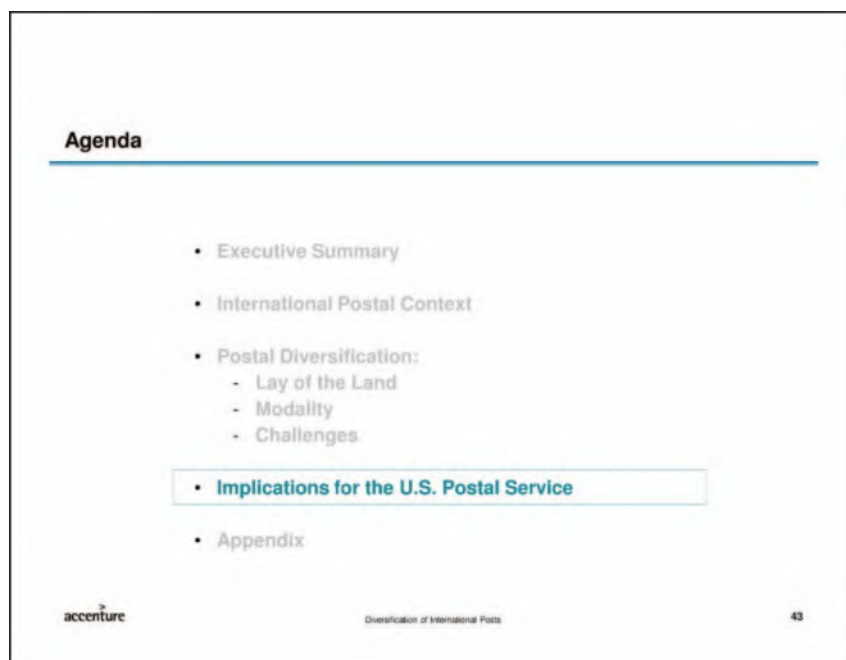 Agenda
• Executive Summary
• International Postal Context
• Postal Diversification:
- Lay of the Land
- Modality
- Challenges
• Implications for the U.S. Postal Service
• Appendix
accenture
Diversification of International Posts
43